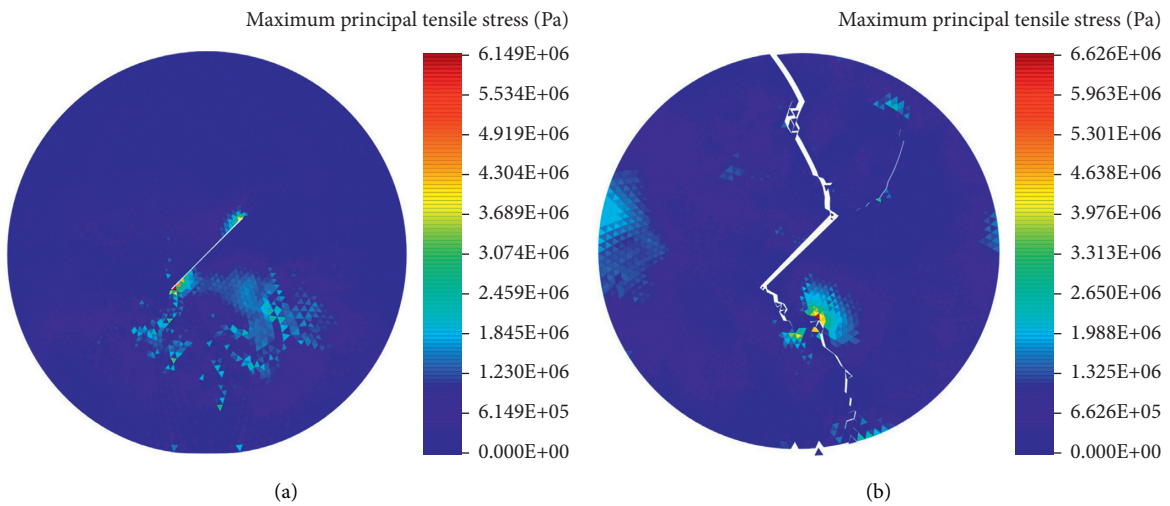 Maximum principal tensile stress (Pa)
6.149E+06
5.534E+06
4.919E+06
4.304E+06
3.689E+06
3.074E+06
2.459E+06
1.845E+06
1.230E+06
6.149E+05
0.000E+00
(a)
Maximum principal tensile stress (Pa)
6.626E+06
5.963E+06
5.301E+06
4.638E+06
3.976E+06
3.313E+06
2.650E+06
1.988E+06
1.325E+06
6.626E+05
0.000E+00
(b)